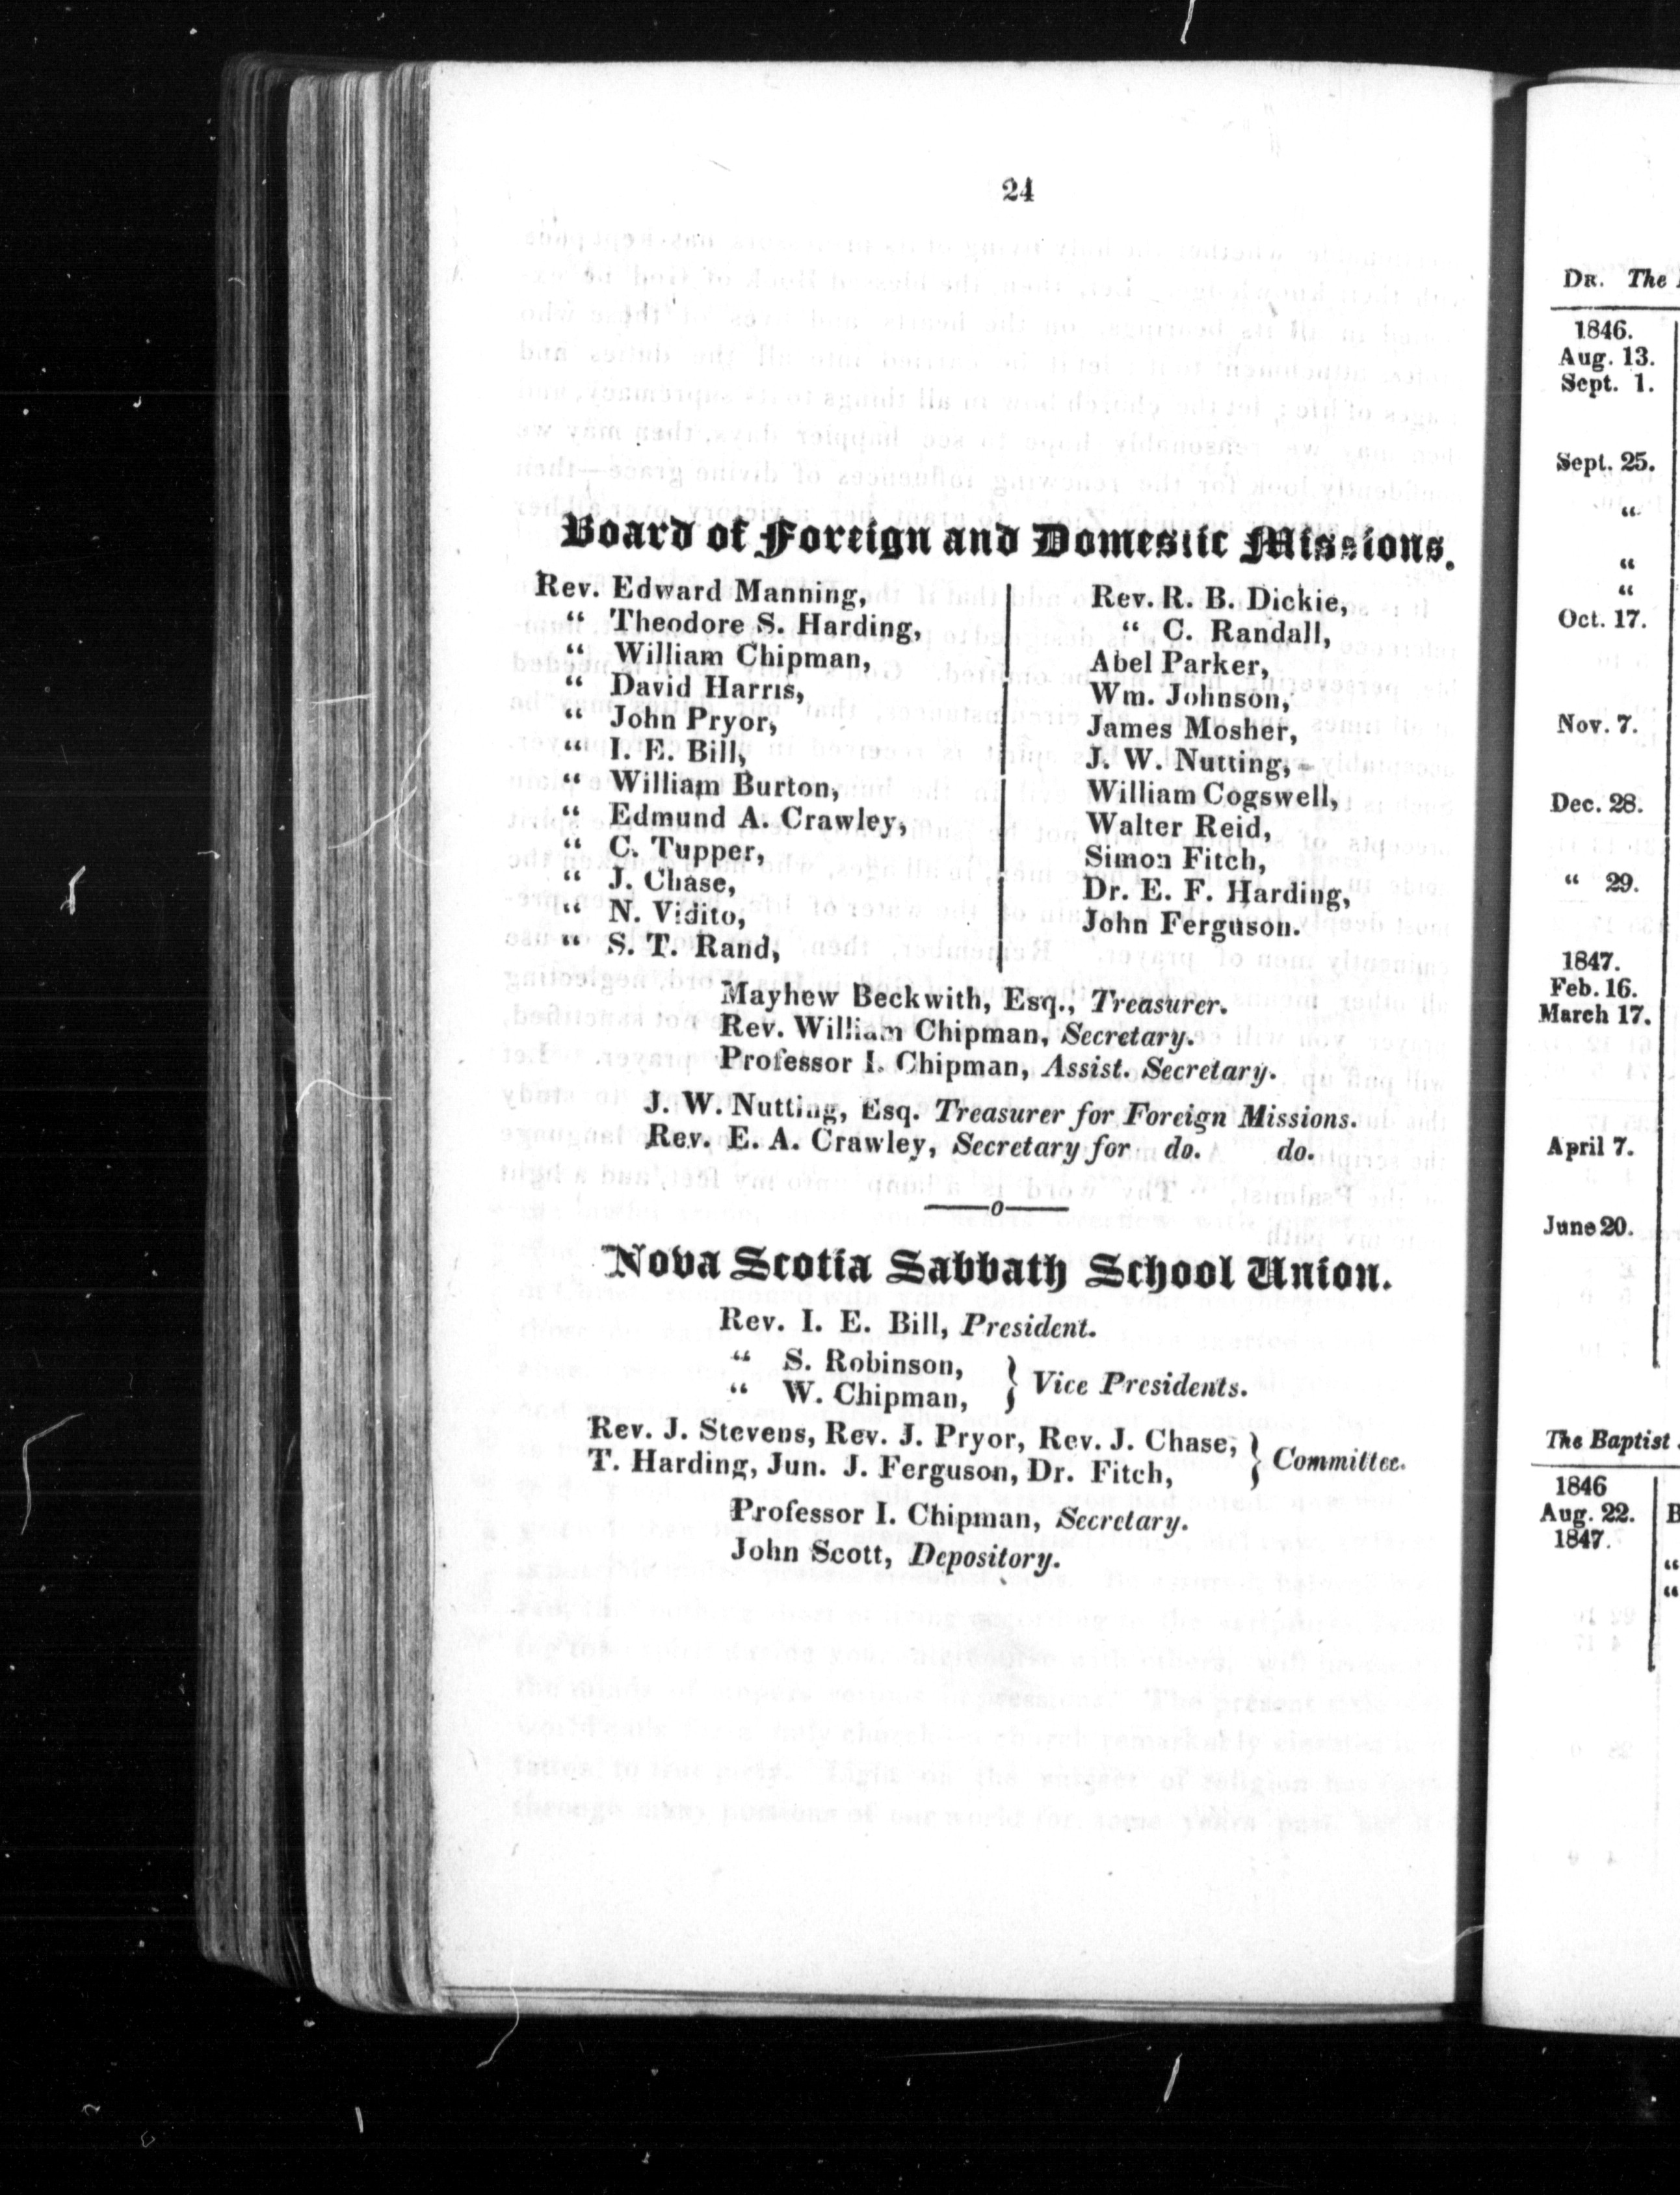 24
Board of Foreign and Domestic Missions.
Rev. Edward Manning,
“ Theodore S. Harding,
“ William Chipman,
“ David Harris,
“ John Pryor,
“ I. E. Bill,
“ William Burton,
“ Edmund A. Crawley,
“ C. Tupper,
“ J. Chase,
“ N. Vidito,
“ S. T. Rand,
Rev. R. B. Dickie,
“ C. Randall,
Abel Parker,
Wm. Johnson,
James Mosher,
J. W. Nutting,
William Cogswell,
Walter Reid,
Simon Fitch,
Dr. E. F. Harding,
John Ferguson.
Mayhew Beckwith, Esq., Treasurer.
Rev. William Chipman, Secretary.
Professor I. Chipman, Assist. Secretary.
J. W. Nutting, Esq. Treasurer for Foreign Missions.
Rev. E. A. Crawley, Secretary for do. do.
——o——
Nova Scotia Sabbath School Union.
Rev. I. E. Bill, President.
“ S. Robinson,
“ W. Chipman, } Vice Presidents.
Rev. J. Stevens, Rev. J. Pryor, Rev. J. Chase,
T. Harding, Jun. J. Ferguson, Dr. Fitch, } Committee.
Professor I. Chipman, Secretary.
John Scott, Depository.
Dr. The
1846.
Aug. 13.
Sept. 1.
Sept. 25.
“
“
“
Oct. 17.
Nov. 7.
Dec. 28.
“ 29.
1847.
Feb. 16.
March 17.
April 7.
June 20.
The Baptist
1846
Aug. 22. B
1847.
“
“